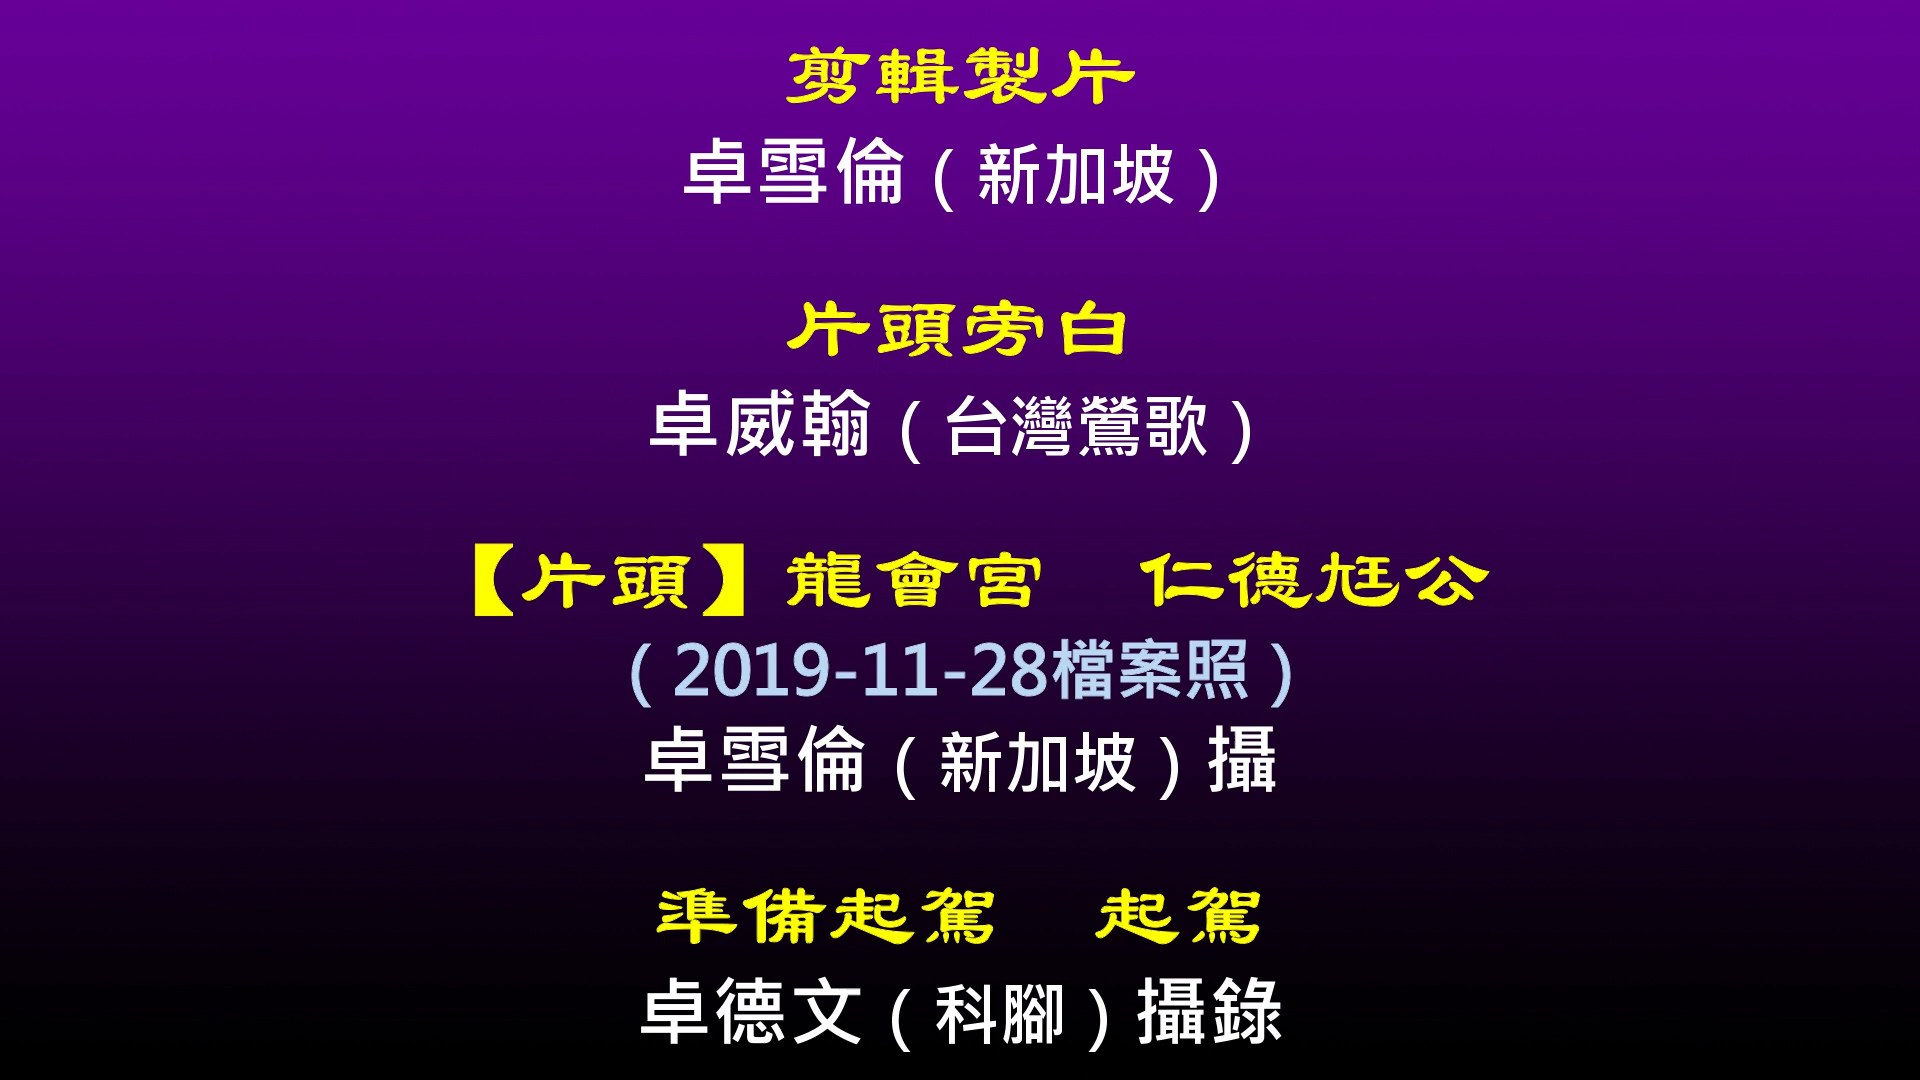 剪輯製片
卓雪倫（新加坡）
片頭旁白
卓威翰（台灣鶯歌）
【片頭】龍會宮　仁德尪公
（2019-11-28檔案照）
卓雪倫（新加坡）攝
準備起駕　起駕
卓德文（科腳）攝錄